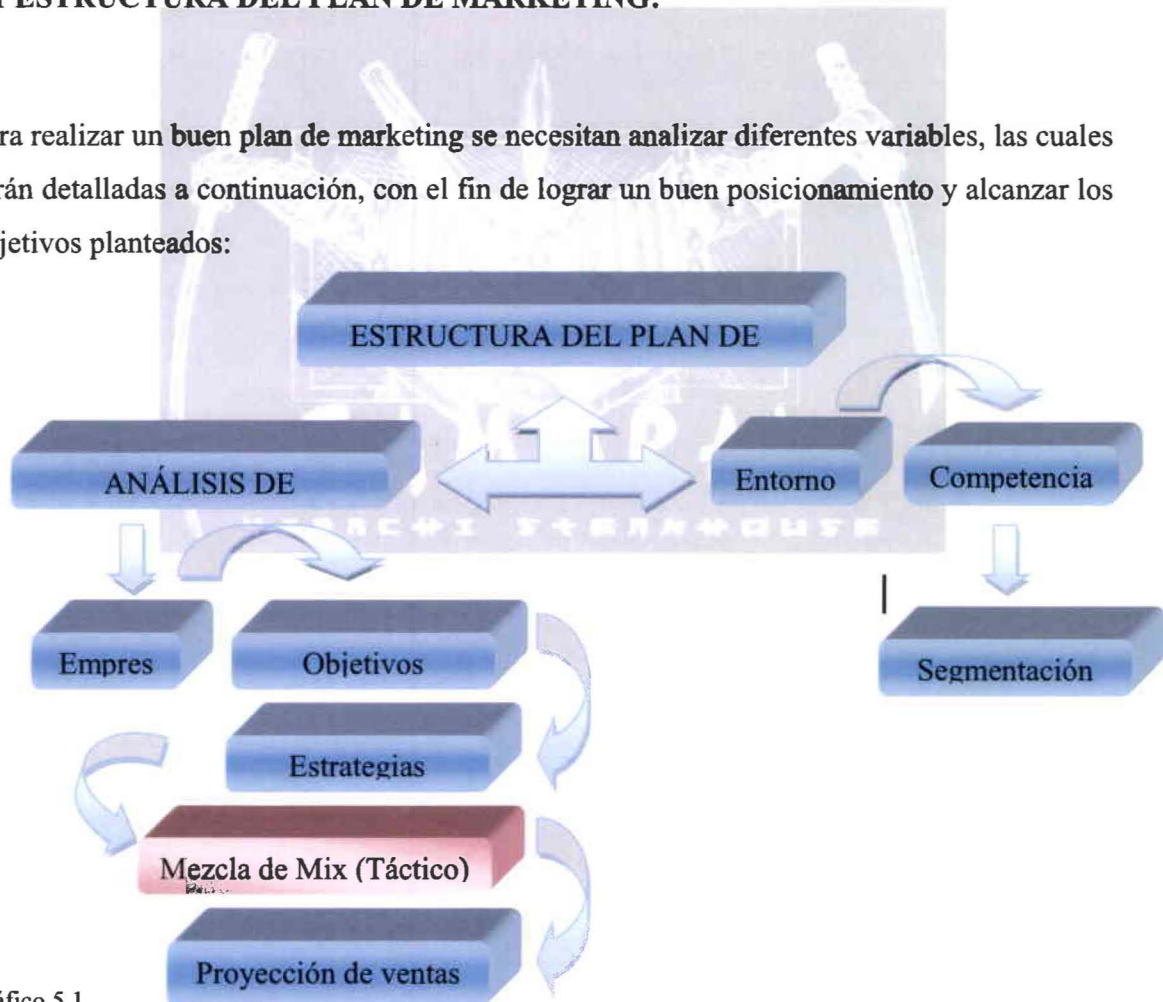 ESTRUCTURA DEL PLAN DE MARKETING:
ra realizar un buen plan de marketing se necesitan analizar diferentes variables, las cuales
rán detalladas a continuación, con el fin de lograr un buen posicionamiento y alcanzar los
jetivos planteados:
ESTRUCTURA DEL PLAN DE
ANÁLISIS DE
Entorno
Competencia
Empres
Objetivos
Segmentación
Estrategias
Mezcla de Mix (Táctico)
Proyección de ventas
áfico 5.1